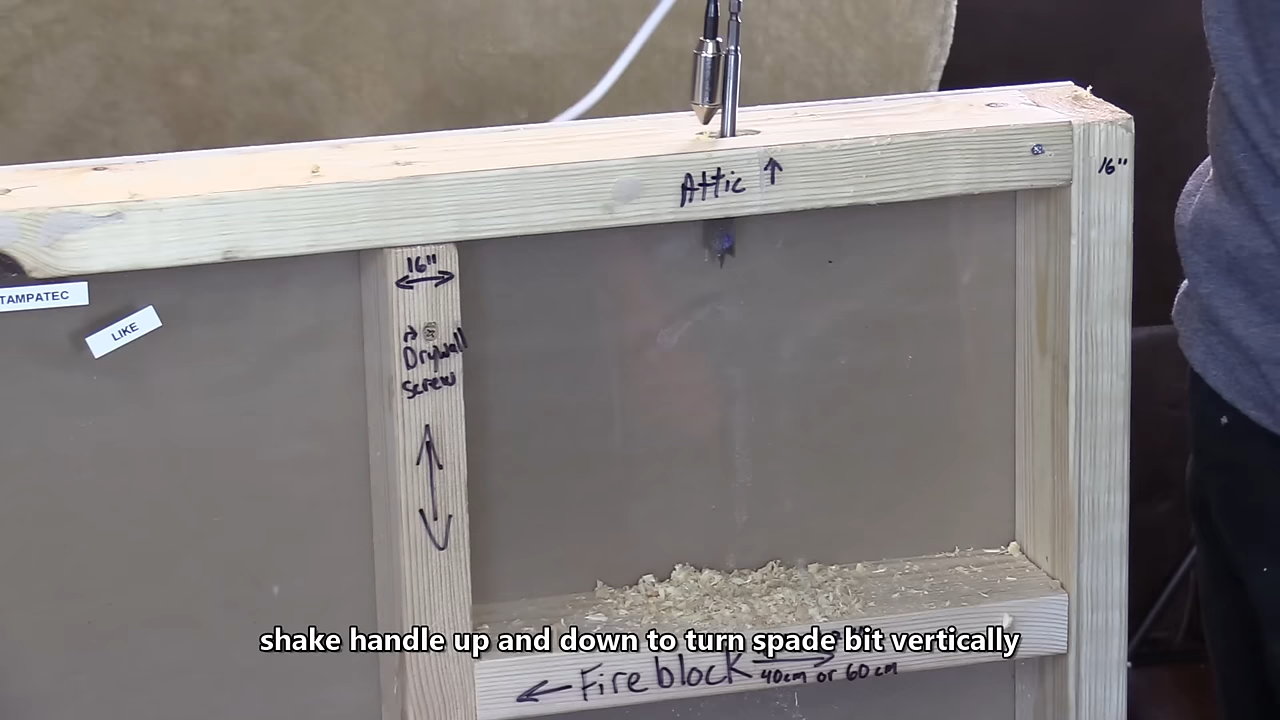 Attic ↑
16"
16"
TAMPATEC
LIKE
Drywall
screw
shake handle up and down to turn spade bit vertically
← Fire block →
40cm or 60cm